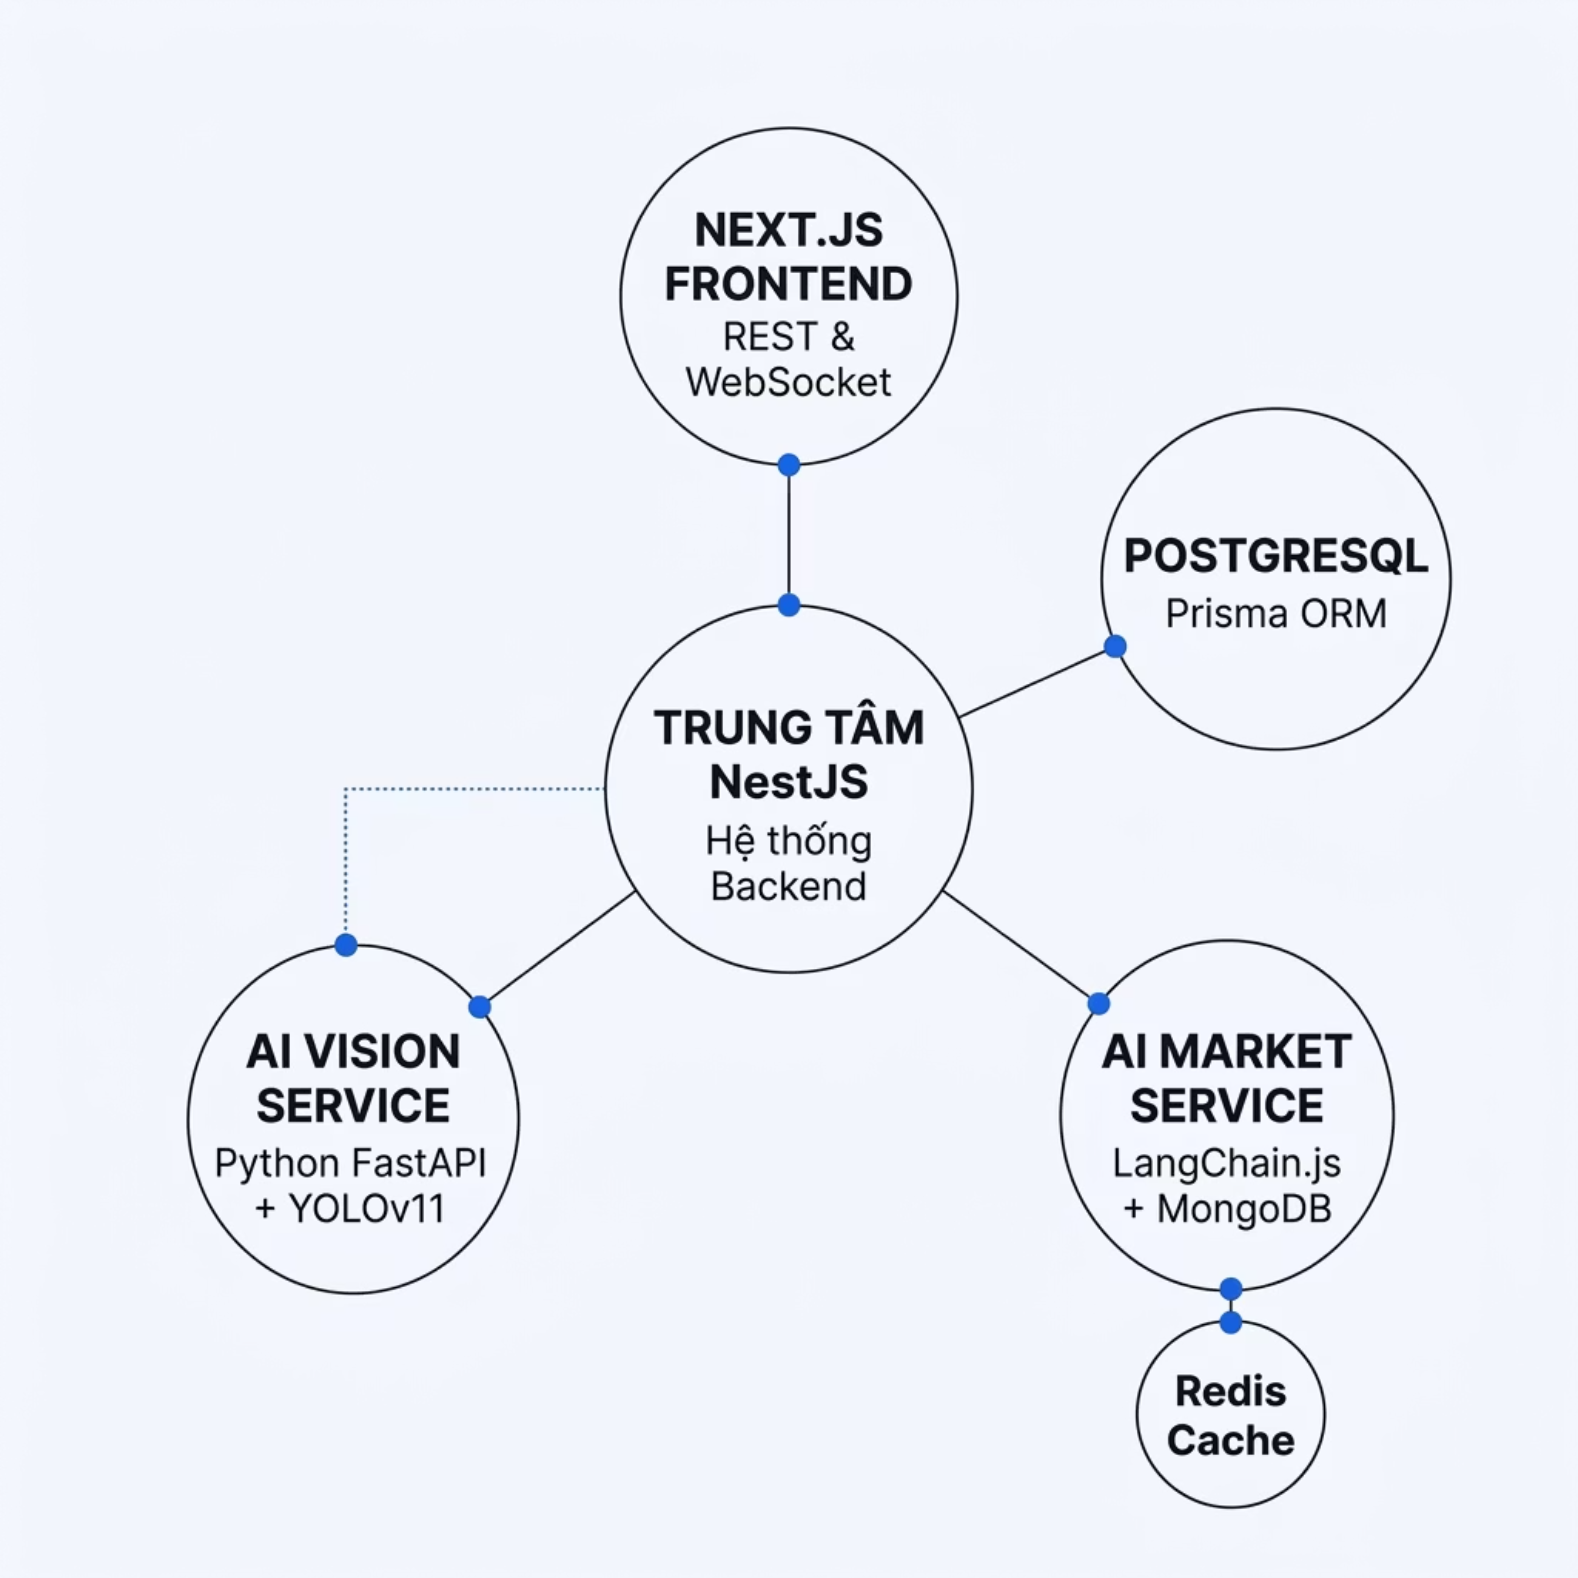 NEXT.JS
FRONTEND
REST &
WebSocket
POSTGRESQL
Prisma ORM
TRUNG TÂM
NestJS
Hệ thống
Backend
AI VISION
SERVICE
Python FastAPI
+ YOLOv11
AI MARKET
SERVICE
LangChain.js
+ MongoDB
Redis
Cache